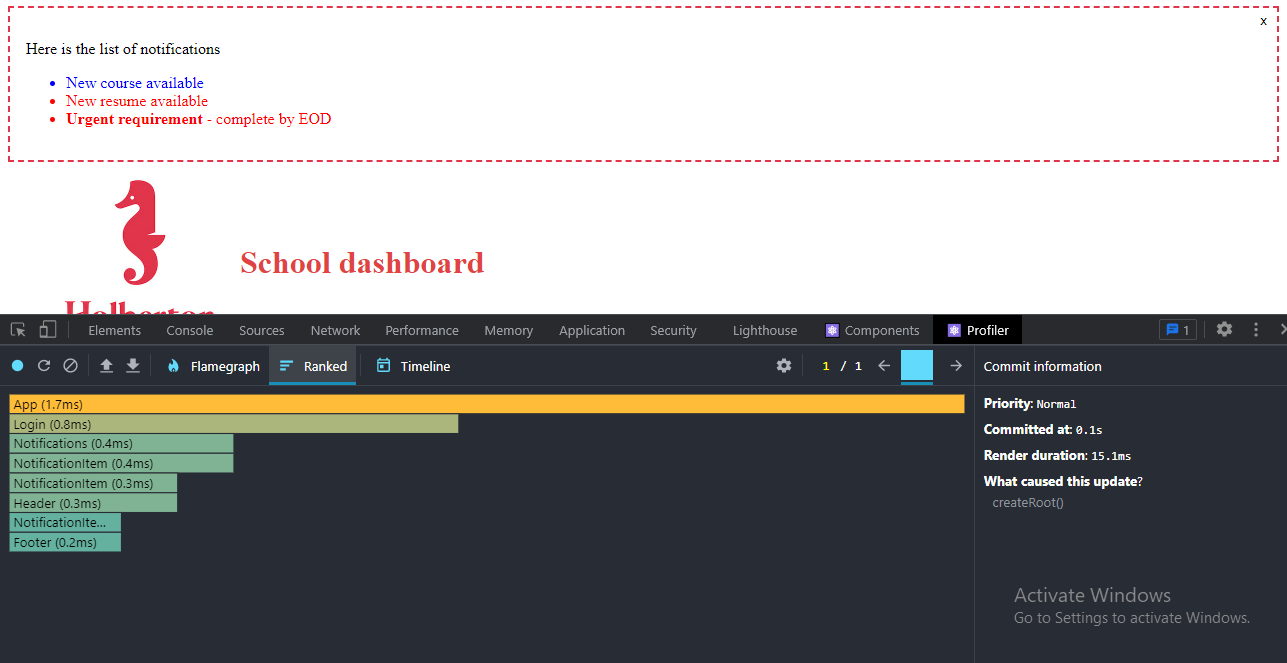 x
Here is the list of notifications
New course available
New resume available
Urgent requirement - complete by EOD
School dashboard
Holberton
Elements Console Sources Network Performance Memory Application Security Lighthouse Components Profiler 1
Flamegraph Ranked Timeline 1 / 1 Commit information
App (1.7ms)
Login (0.8ms)
Notifications (0.4ms)
NotificationItem (0.4ms)
NotificationItem (0.3ms)
Header (0.3ms)
NotificationIte...
Footer (0.2ms)
Priority: Normal
Committed at: 0.1s
Render duration: 15.1ms
What caused this update?
createRoot()
Activate Windows
Go to Settings to activate Windows.